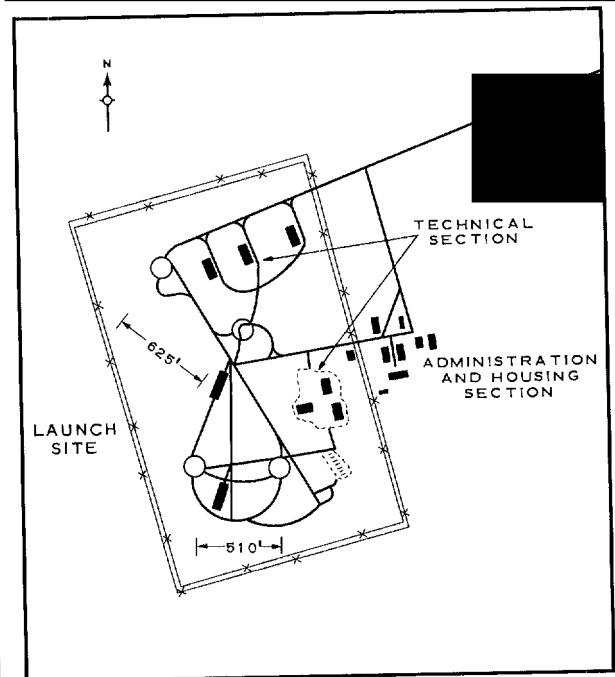 N
TECHNICAL
SECTION
625'
ADMINISTRATION
AND HOUSING
SECTION
LAUNCH
SITE
510'